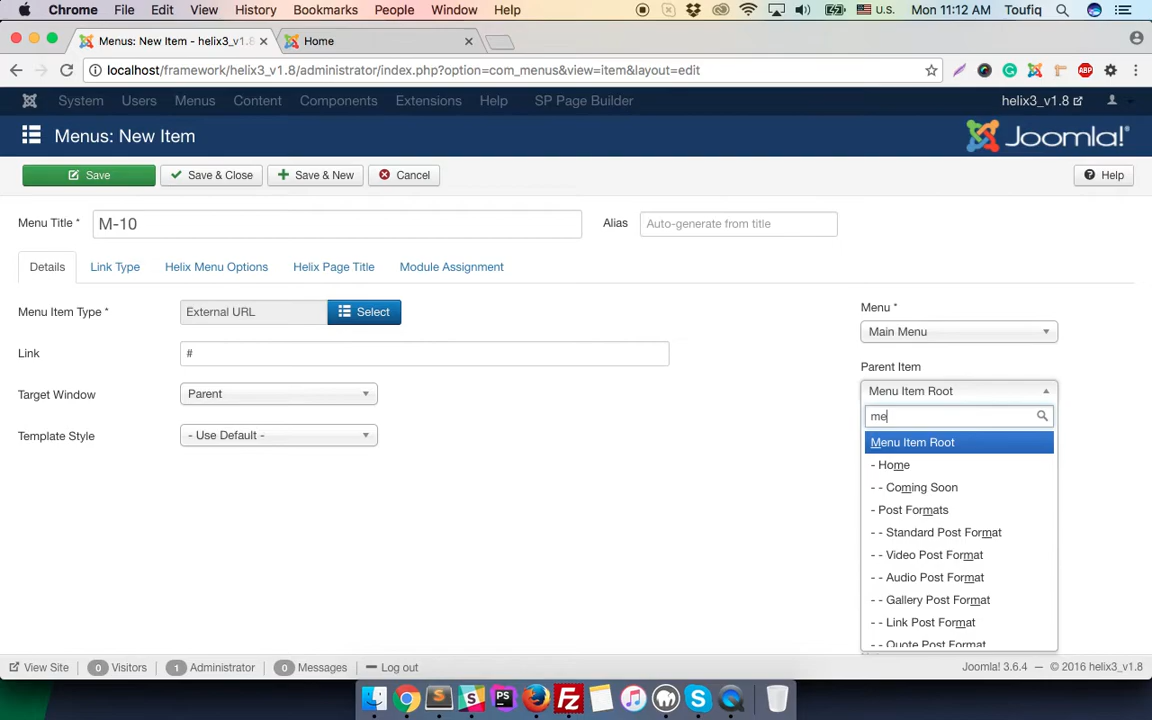 Chrome File Edit View History Bookmarks People Window Help U.S. Mon 11:12 AM Toufiq
Menus: New Item - helix3_v1.8 Home
localhost/framework/helix3_v1.8/administrator/index.php?option=com_menus&view=item&layout=edit ABP
System Users Menus Content Components Extensions Help SP Page Builder helix3_v1.8
Menus: New Item Joomla!
Save Save & Close Save & New Cancel Help
Menu Title * M-10 Alias Auto-generate from title
Details Link Type Helix Menu Options Helix Page Title Module Assignment
Menu Item Type * External URL Select
Link #
Target Window Parent
Template Style - Use Default -
Menu *
Main Menu
Parent Item
Menu Item Root
me
Menu Item Root
- Home
- - Coming Soon
- Post Formats
- - Standard Post Format
- - Video Post Format
- - Audio Post Format
- - Gallery Post Format
- - Link Post Format
- - Quote Post Format
View Site 0 Visitors 1 Administrator 0 Messages Log out Joomla! 3.6.4 — © 2016 helix3_v1.8
S PS Fz S